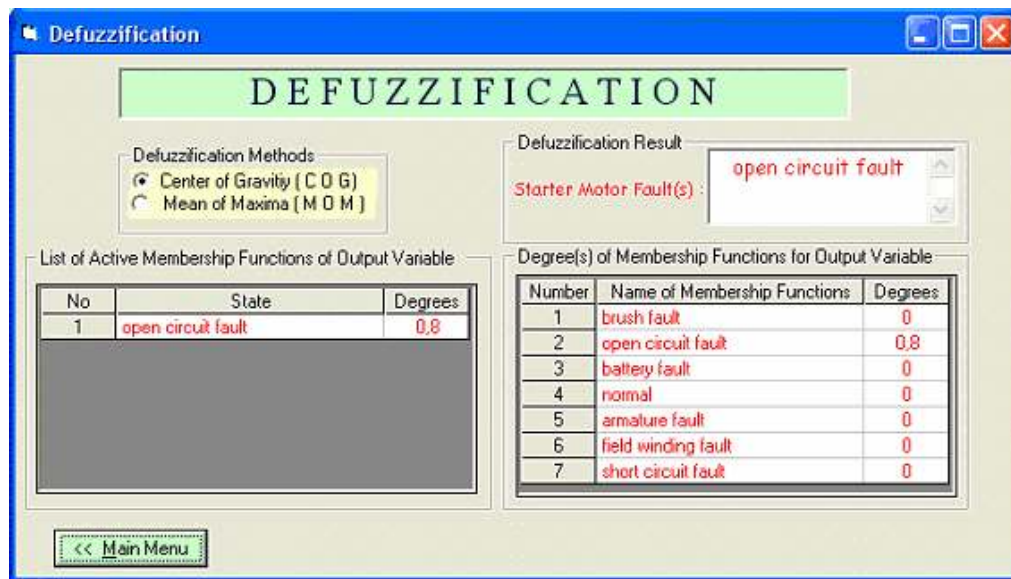 Defuzzification
DEFUZZIFICATION
Defuzzification Methods
Center of Gravitiy ( C O G )
Mean of Maxima ( M O M )
Defuzzification Result
Starter Motor Fault(s) :
open circuit fault
List of Active Membership Functions of Output Variable
No State Degrees
1 open circuit fault 0,8
Degree(s) of Membership Functions for Output Variable
Number Name of Membership Functions Degrees
1 brush fault 0
2 open circuit fault 0,8
3 battery fault 0
4 normal 0
5 armature fault 0
6 field winding fault 0
7 short circuit fault 0
<< Main Menu